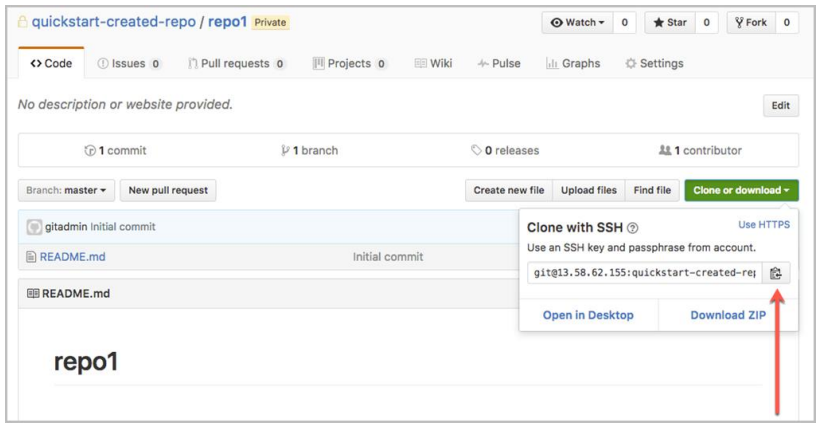 quickstart-created-repo / repo1 Private Watch 0 Star 0 Fork 0
Code Issues 0 Pull requests 0 Projects 0 Wiki Pulse Graphs Settings
No description or website provided. Edit
1 commit 1 branch 0 releases 1 contributor
Branch: master New pull request Create new file Upload files Find file Clone or download
gitadmin Initial commit
README.md Initial commit
Clone with SSH ? Use HTTPS
Use an SSH key and passphrase from account.
git@13.58.62.155:quickstart-created-rep
Open in Desktop Download ZIP
README.md
repo1